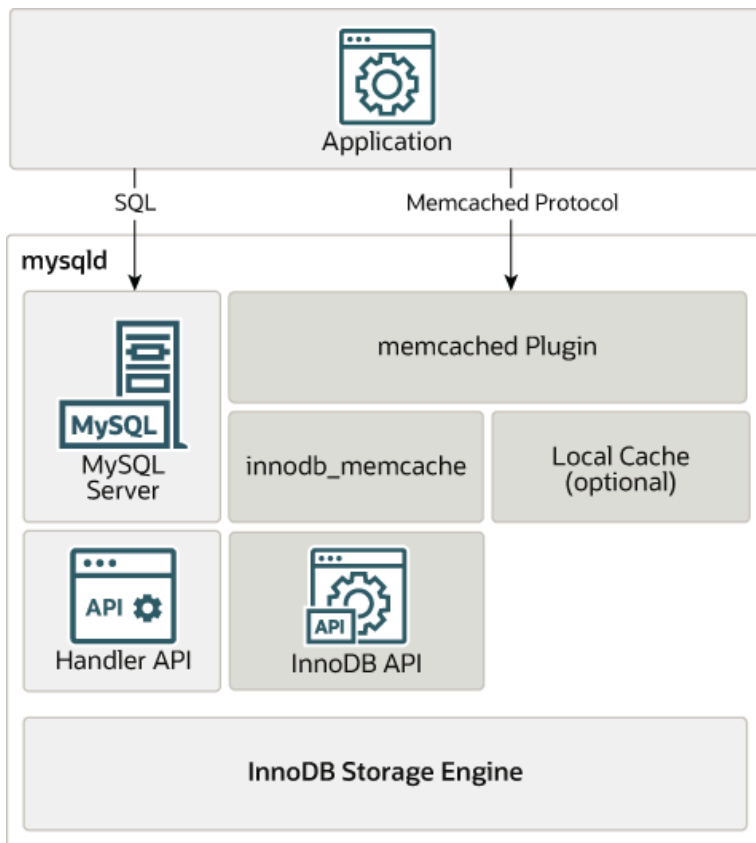 Application
SQL
Memcached Protocol
mysqld
memcached Plugin
MySQL
MySQL
Server
innodb_memcache
Local Cache
(optional)
API
Handler API
API
InnoDB API
InnoDB Storage Engine